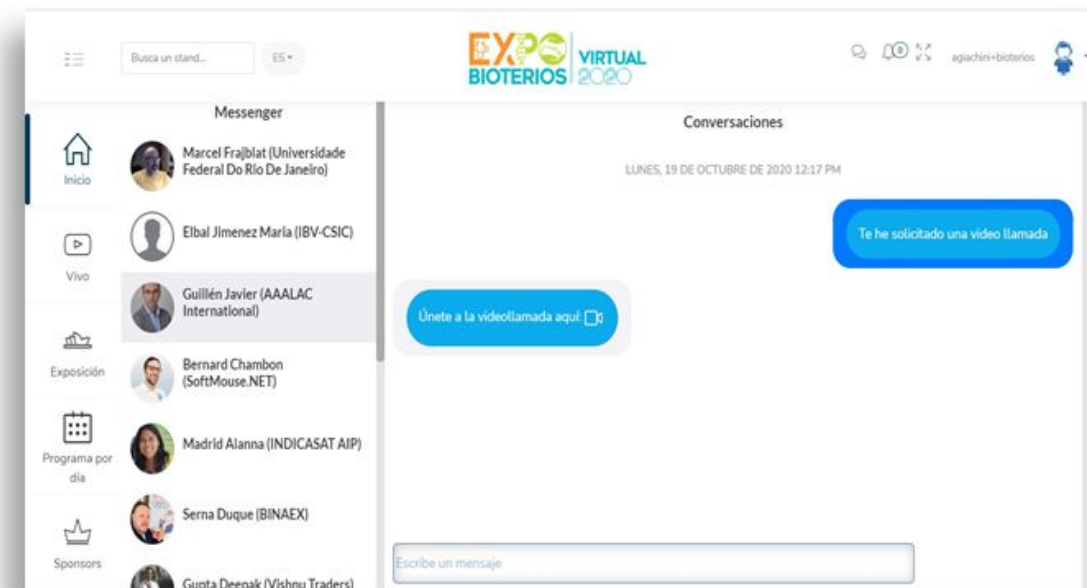 Busca un stand...
ES
EXPO
BIOTERIOS
VIRTUAL
2020
0
agiachini+bioterios
Inicio
Vivo
Exposición
Programa por
día
Sponsors
Messenger
Marcel Frajblat (Universidade
Federal Do Rio De Janeiro)
Elbal Jimenez Maria (IBV-CSIC)
Guillén Javier (AAALAC
International)
Bernard Chambon
(SoftMouse.NET)
Madrid Alanna (INDICASAT AIP)
Serna Duque (BINAEX)
Gupta Deepak (Vishnu Traders)
Conversaciones
LUNES, 19 DE OCTUBRE DE 2020 12:17 PM
Te he solicitado una video llamada
Únete a la videollamada aquí:
Escribe un mensaje